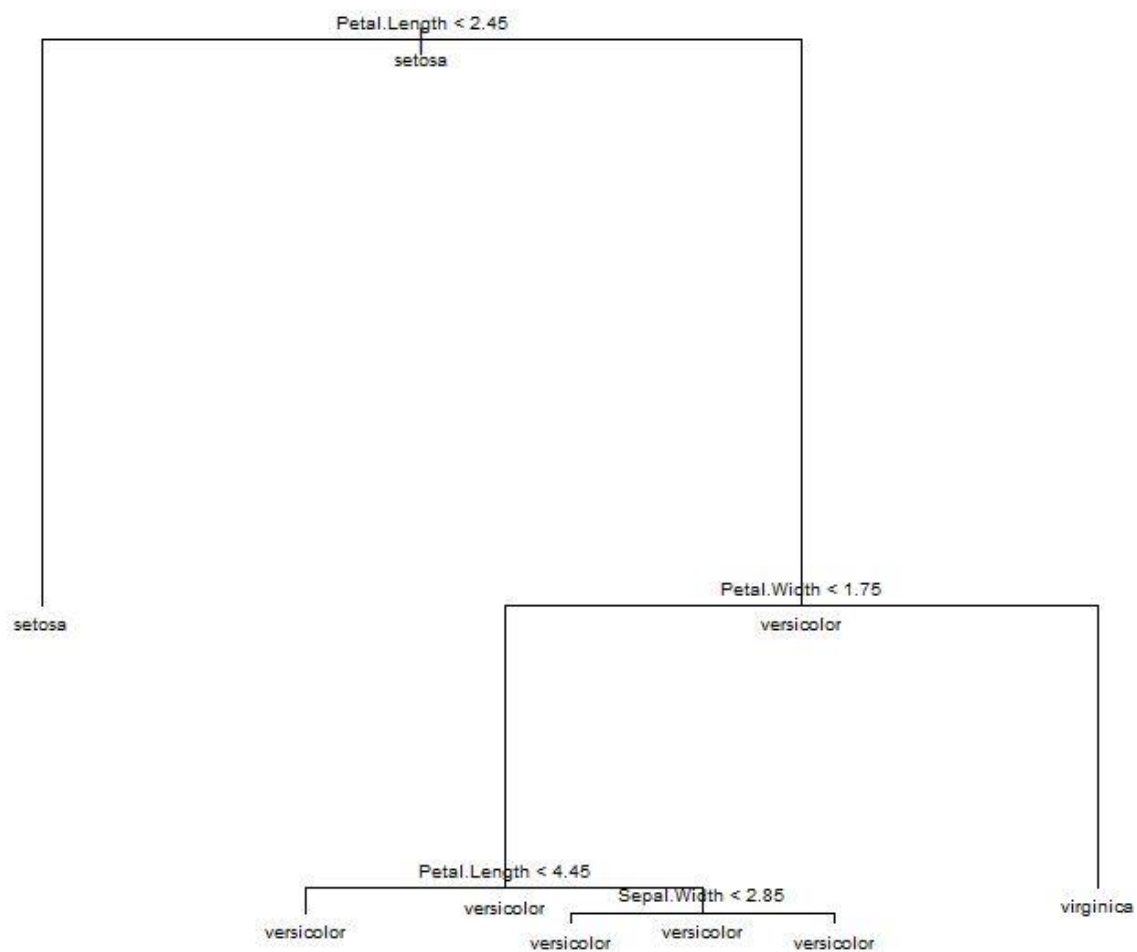 Petal.Length < 2.45
setosa
Petal.Width < 1.75
setosa
versicolor
Petal.Length < 4.45
Sepal.Width < 2.85
versicolor
virginica
versicolor
versicolor
versicolor
versicolor